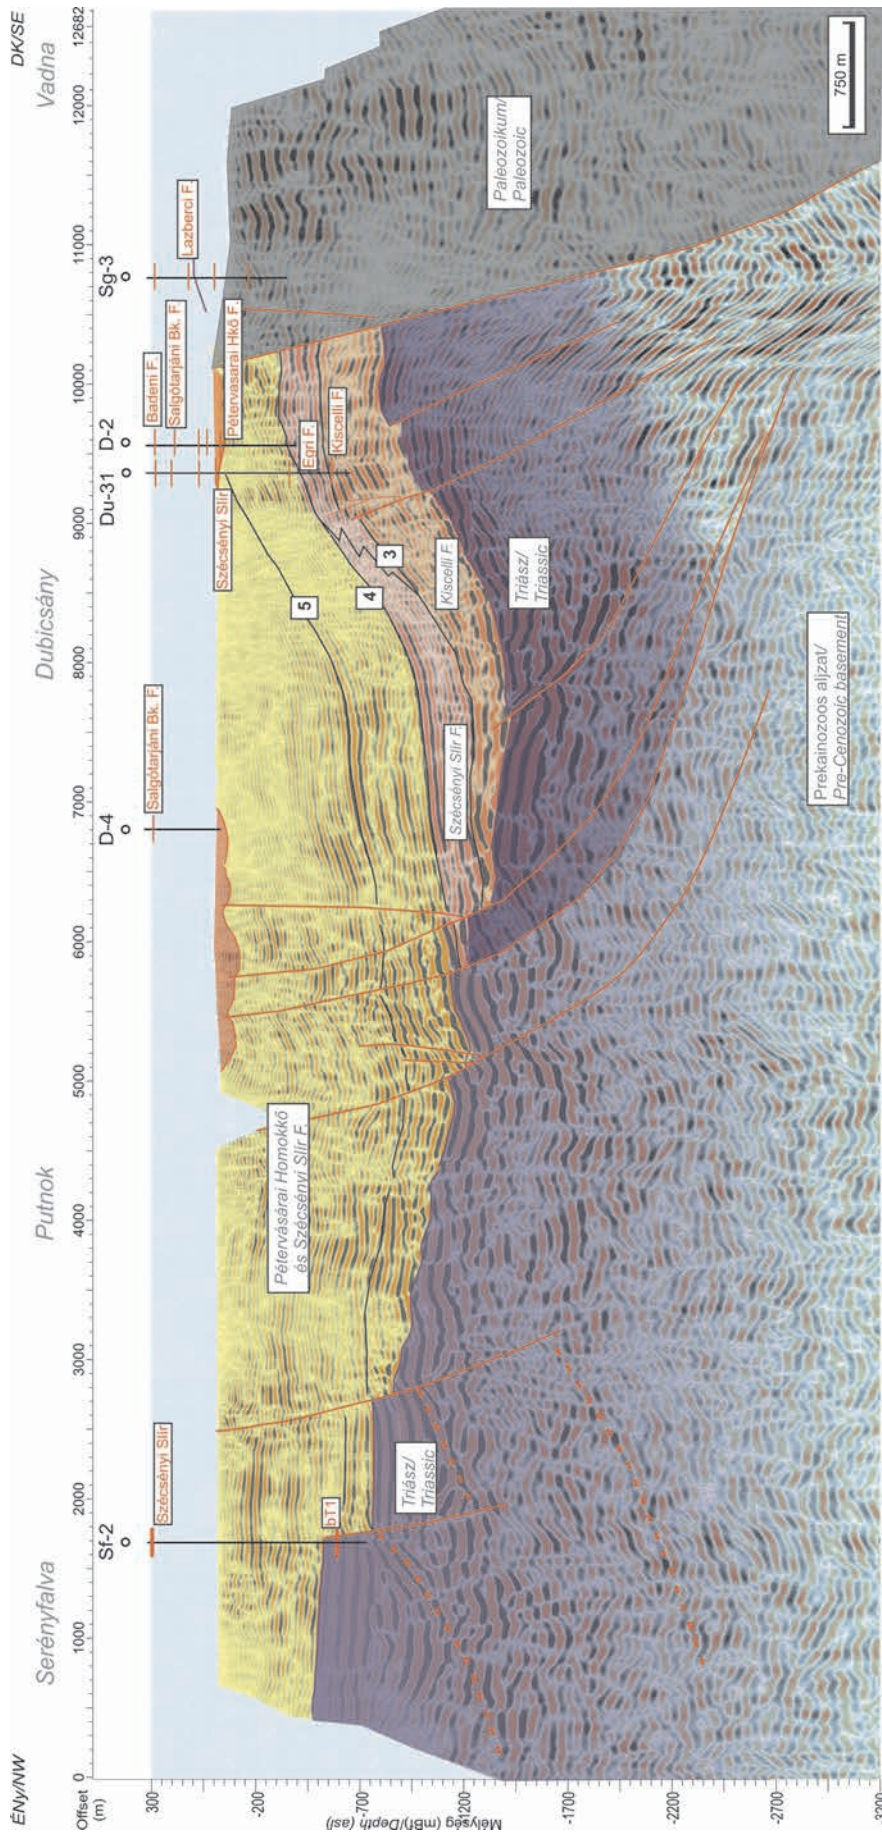 ÉNy/NW
DK/SE
Serényfalva
Putnok
Dubicsány
Vadna
Offset
(m)
0
1000
2000
3000
4000
5000
6000
7000
8000
9000
10000
11000
12000
12682
Sf-2
D-4
Du-31
D-2
Sg-3
Szécsényi Slír
Salgótarjáni Bk. F.
Szécsényi Slír
Badeni F.
Salgótarjáni Bk. F.
Pétervásárai Hkő F.
Lazberci F.
300
-200
-700
-1200
-1700
-2200
-2700
-3200
Mélység (mBf)/Depth (asl)
bT1
Pétervásárai Homokkő
és Szécsényi Slír F.
5
4
3
Egri F.
Kiscelli F.
Kiscelli F.
Szécsényi Slír F.
Triász/
Triassic
Triász/
Triassic
Paleozoikum/
Paleozoic
Prekainozoos aljzat/
Pre-Cenozoic basement
750 m